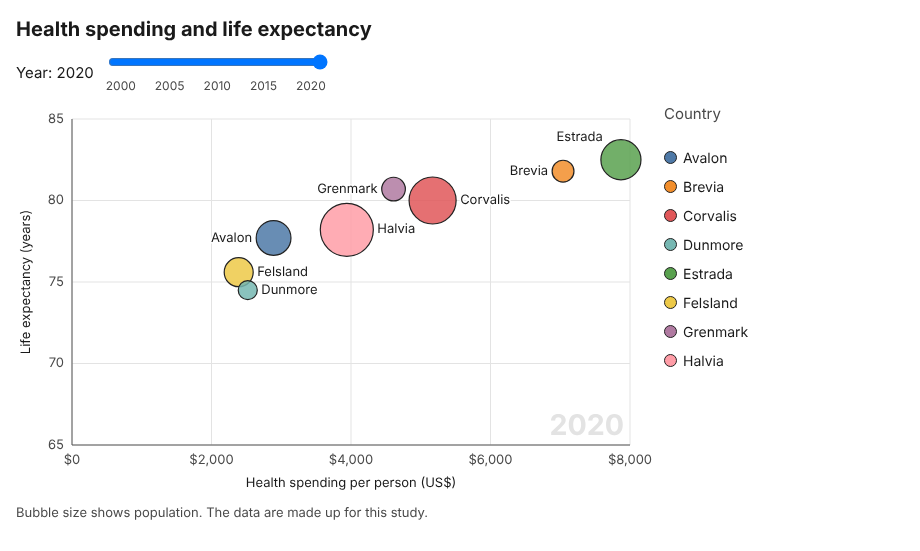 Health spending and life expectancy
Year: 2020
2000 2005 2010 2015 2020
Country
Avalon
Brevia
Corvalis
Dunmore
Estrada
Felsland
Grenmark
Halvia
85
80
75
70
65
Life expectancy (years)
Estrada
Brevia
Grenmark
Corvalis
Halvia
Avalon
Felsland
Dunmore
2020
$0 $2,000 $4,000 $6,000 $8,000
Health spending per person (US$)
Bubble size shows population. The data are made up for this study.